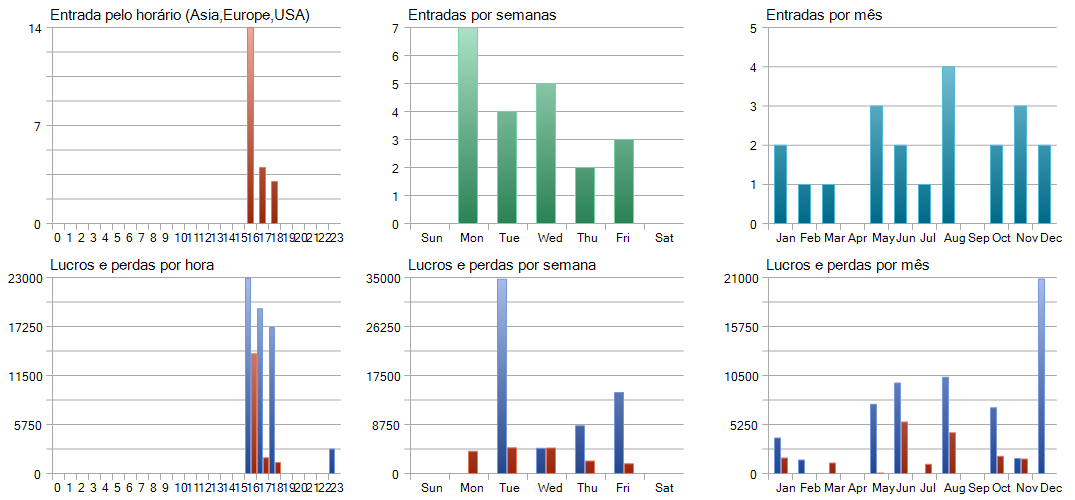 Entrada pelo horário (Asia,Europe,USA)
14
7
0
0 1 2 3 4 5 6 7 8 9 10 11 12 13 14 15 16 17 18 19 20 21 22 23
Entradas por semanas
7
6
5
4
3
2
1
0
Sun Mon Tue Wed Thu Fri Sat
Entradas por mês
5
4
3
2
1
0
Jan Feb Mar Apr May Jun Jul Aug Sep Oct Nov Dec
Lucros e perdas por hora
23000
17250
11500
5750
0
0 1 2 3 4 5 6 7 8 9 10 11 12 13 14 15 16 17 18 19 20 21 22 23
Lucros e perdas por semana
35000
26250
17500
8750
0
Sun Mon Tue Wed Thu Fri Sat
Lucros e perdas por mês
21000
15750
10500
5250
0
Jan Feb Mar Apr May Jun Jul Aug Sep Oct Nov Dec